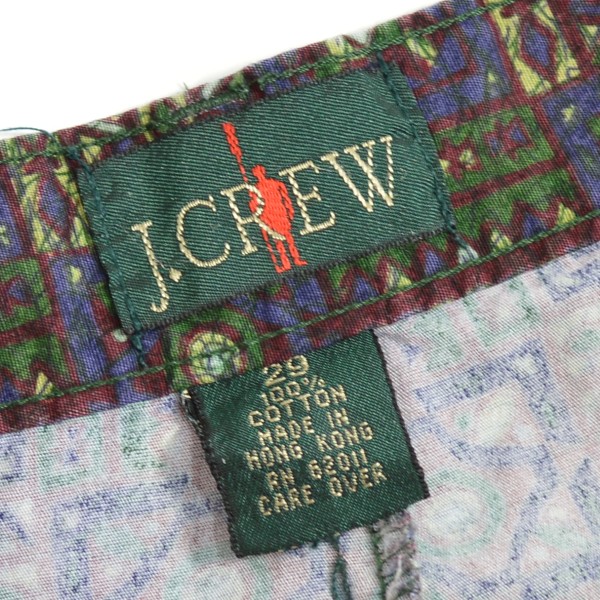 J.CREW
29
100%
COTTON
MADE IN
HONG KONG
RN 62011
CARE OVER